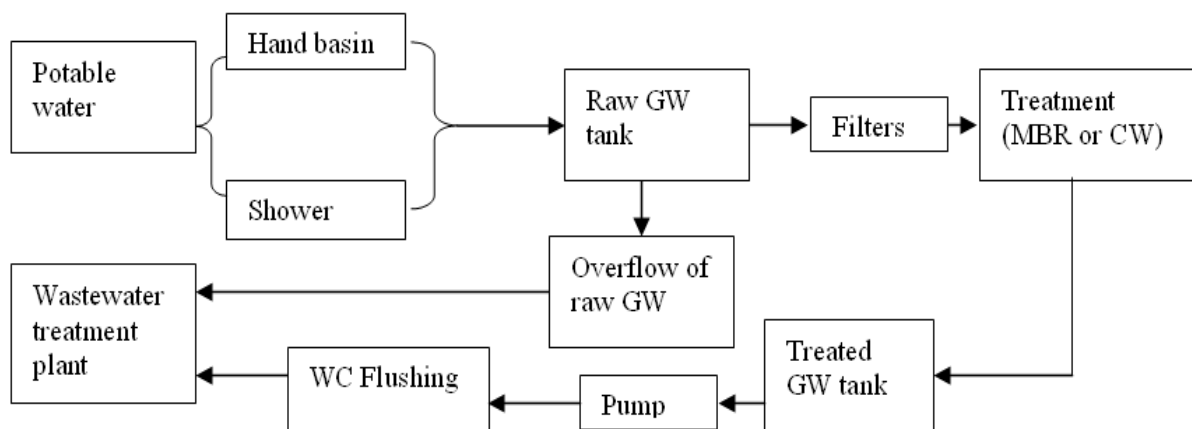 Potable
water
Hand basin
Shower
Raw GW
tank
Filters
Treatment
(MBR or CW)
Overflow of
raw GW
Wastewater
treatment
plant
WC Flushing
Pump
Treated
GW tank